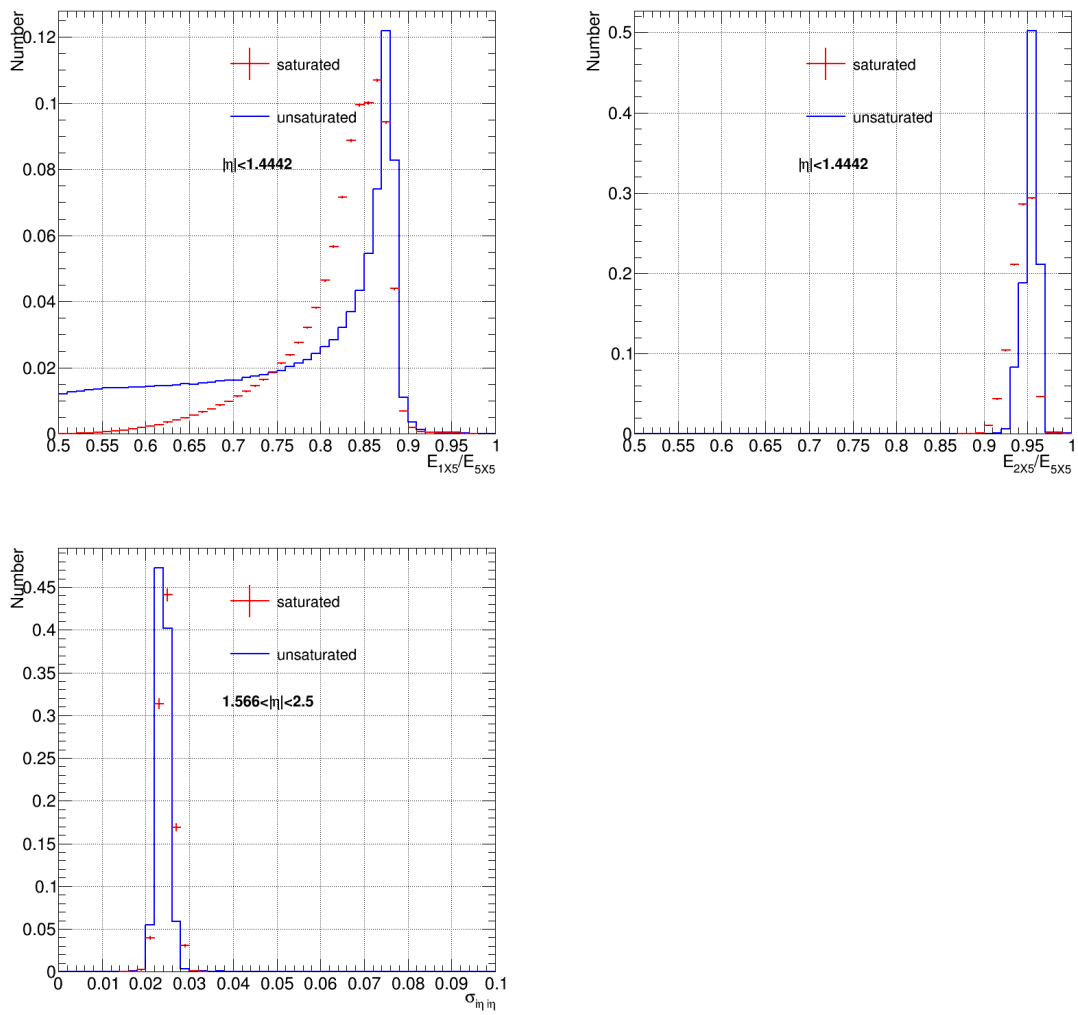 Number
0.12
0.1
0.08
0.06
0.04
0.02
0
saturated
unsaturated
|η|<1.4442
0.5 0.55 0.6 0.65 0.7 0.75 0.8 0.85 0.9 0.95 1
E1X5/E5X5
Number
0.5
0.4
0.3
0.2
0.1
0
saturated
unsaturated
|η|<1.4442
0.5 0.55 0.6 0.65 0.7 0.75 0.8 0.85 0.9 0.95 1
E2X5/E5X5
Number
0.45
0.4
0.35
0.3
0.25
0.2
0.15
0.1
0.05
0
saturated
unsaturated
1.566<|η|<2.5
0 0.01 0.02 0.03 0.04 0.05 0.06 0.07 0.08 0.09 0.1
σiη iη